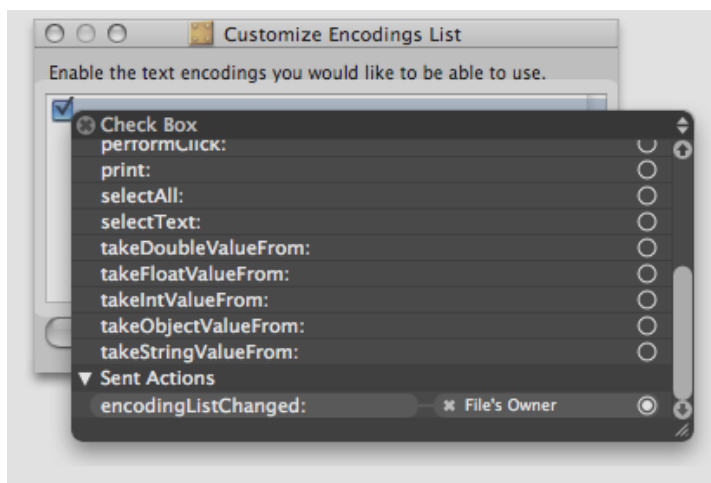 Customize Encodings List
Enable the text encodings you would like to be able to use.
Check Box
performClick:
print:
selectAll:
selectText:
takeDoubleValueFrom:
takeFloatValueFrom:
takeIntValueFrom:
takeObjectValueFrom:
takeStringValueFrom:
Sent Actions
encodingListChanged: File's Owner